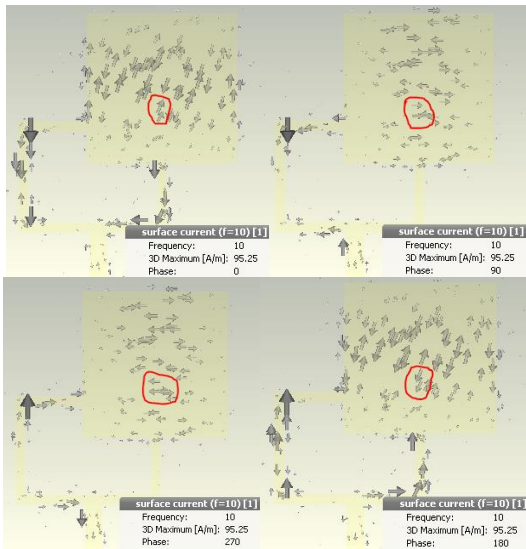 surface current (f=10) [1]
Frequency: 10
3D Maximum [A/m]: 95.25
Phase: 0
surface current (f=10) [1]
Frequency: 10
3D Maximum [A/m]: 95.25
Phase: 90
surface current (f=10) [1]
Frequency: 10
3D Maximum [A/m]: 95.25
Phase: 270
surface current (f=10) [1]
Frequency: 10
3D Maximum [A/m]: 95.25
Phase: 180